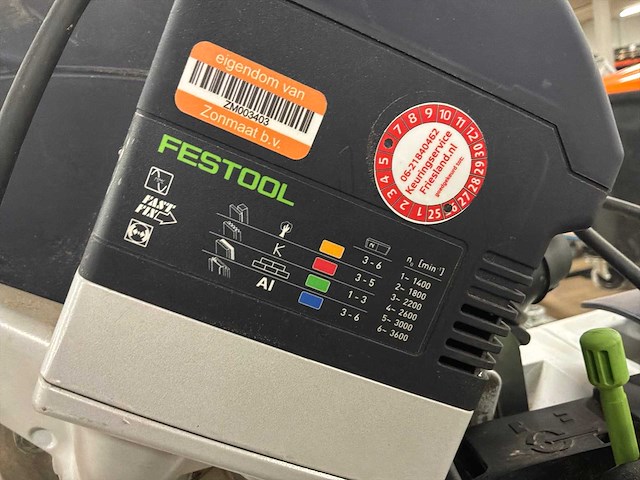 eigendom van
ZM003403
Zonmaat b.v.
FESTOOL
FAST
FIX
K
Al
3 - 6
3 - 5
1 - 3
3 - 6
n₀ [min⁻¹]
1- 1400
2- 1800
3- 2200
4- 2600
5- 3000
6- 3600
1 2 3 4 5 6 7 8 9 10 11 12
25 26 27 28 29 30
06-21840462
Keuringservice
Friesland.nl
goedgekeurd tot: